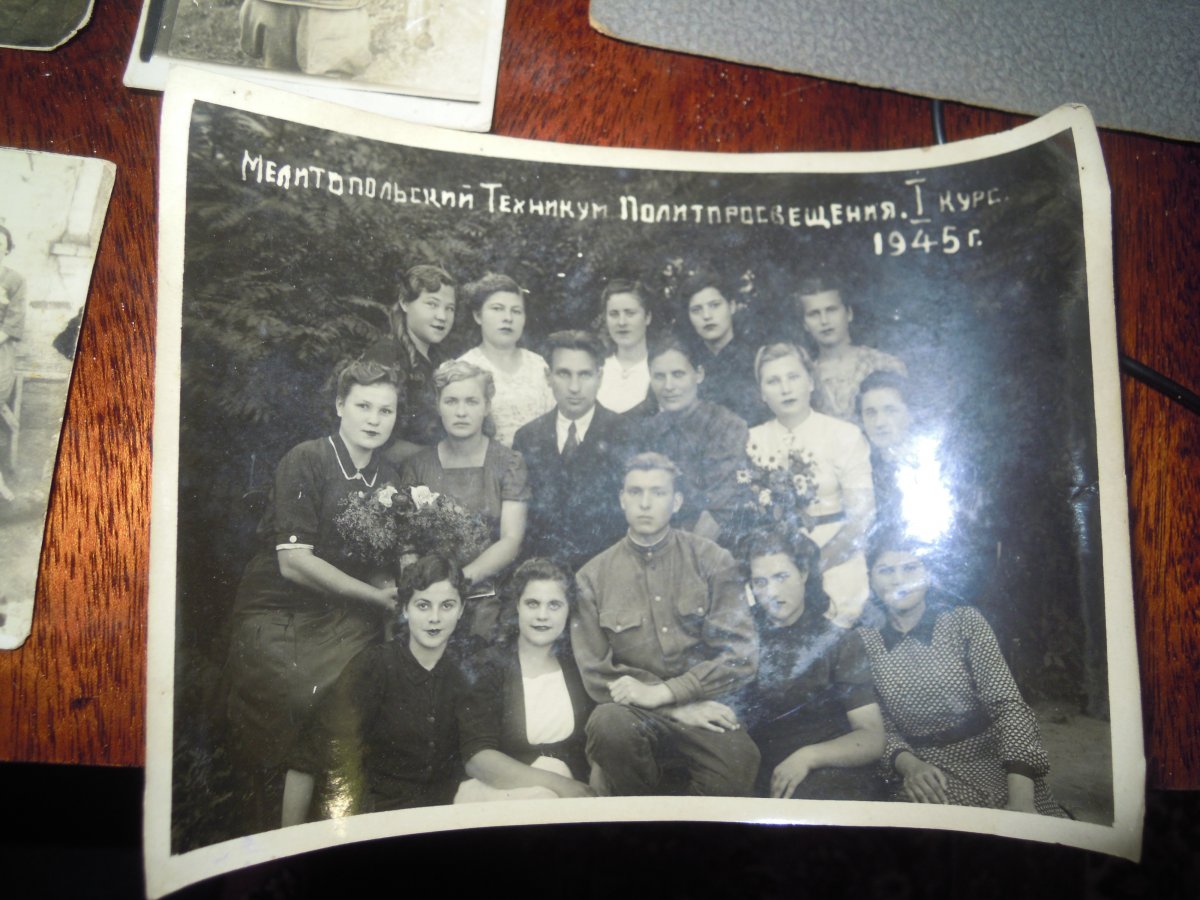 Мелитопольский Техникум Политпросвещения. I курс.
1945 г.